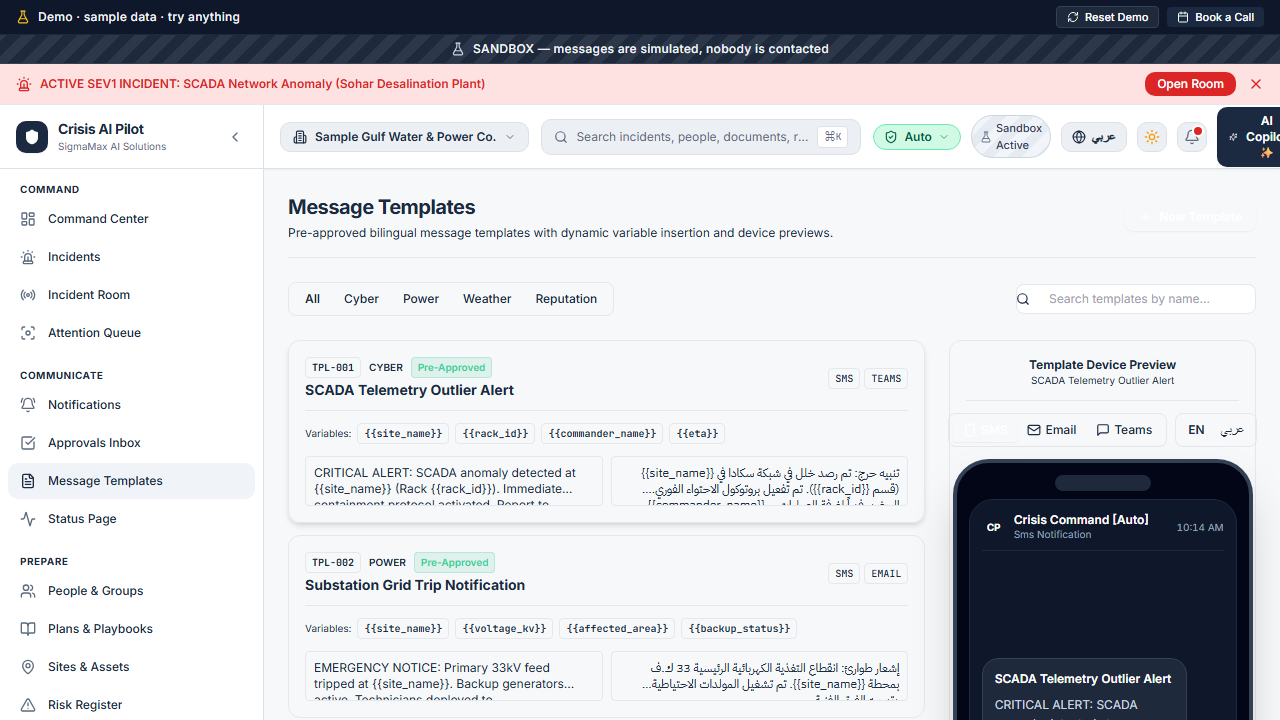 Demo · sample data · try anything
Reset Demo
Book a Call
SANDBOX — messages are simulated, nobody is contacted
ACTIVE SEV1 INCIDENT: SCADA Network Anomaly (Sohar Desalination Plant)
Open Room
Crisis AI Pilot
SigmaMax AI Solutions
Sample Gulf Water & Power Co.
Search incidents, people, documents, r...
⌘K
Auto
Sandbox
Active
عربي
AI
Copilot
COMMAND
Command Center
Incidents
Incident Room
Attention Queue
COMMUNICATE
Notifications
Approvals Inbox
Message Templates
Status Page
PREPARE
People & Groups
Plans & Playbooks
Sites & Assets
Risk Register
Message Templates
Pre-approved bilingual message templates with dynamic variable insertion and device previews.
+ New Template
All
Cyber
Power
Weather
Reputation
Search templates by name...
TPL-001
CYBER
Pre-Approved
SCADA Telemetry Outlier Alert
SMS
TEAMS
Variables:
{{site_name}}
{{rack_id}}
{{commander_name}}
{{eta}}
CRITICAL ALERT: SCADA anomaly detected at
{{site_name}} (Rack {{rack_id}}). Immediate...
containment protocol activated. Report to
تنبيه حرج: تم رصد خلل في شبكة سكادا في {{site_name}}
(قسم {{rack_id}}). تم تفعيل بروتوكول الاحتواء الفوري....
TPL-002
POWER
Pre-Approved
Substation Grid Trip Notification
SMS
EMAIL
Variables:
{{site_name}}
{{voltage_kv}}
{{affected_area}}
{{backup_status}}
EMERGENCY NOTICE: Primary 33kV feed
tripped at {{site_name}}. Backup generators...
active. Technicians deployed to
إشعار طوارئ: انقطاع التغذية الكهربائية الرئيسية 33 ك.ف
بمحطة {{site_name}}. تم تشغيل المولدات الاحتياطية...
Template Device Preview
SCADA Telemetry Outlier Alert
SMS
Email
Teams
EN
عربي
CP
Crisis Command [Auto]
Sms Notification
10:14 AM
SCADA Telemetry Outlier Alert
CRITICAL ALERT: SCADA